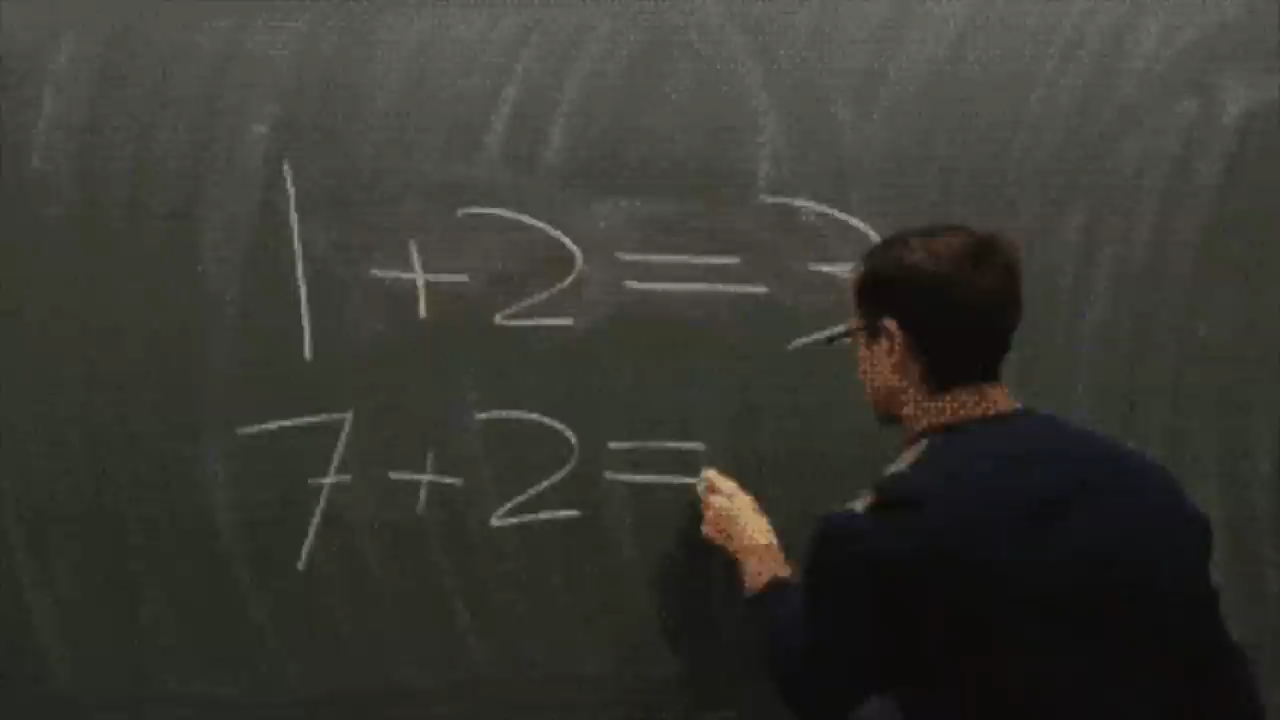 1 + 2 = 3
7 + 2 =